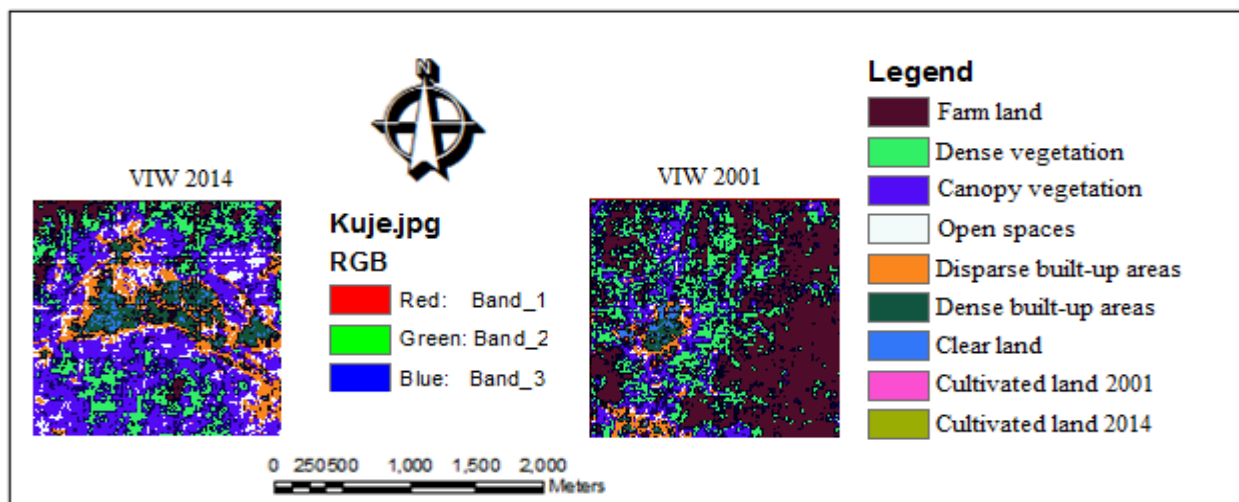 N
VIW 2014
Kuje.jpg
RGB
Red: Band_1
Green: Band_2
Blue: Band_3
VIW 2001
Legend
Farm land
Dense vegetation
Canopy vegetation
Open spaces
Disparse built-up areas
Dense built-up areas
Clear land
Cultivated land 2001
Cultivated land 2014
0 250500 1,000 1,500 2,000
Meters